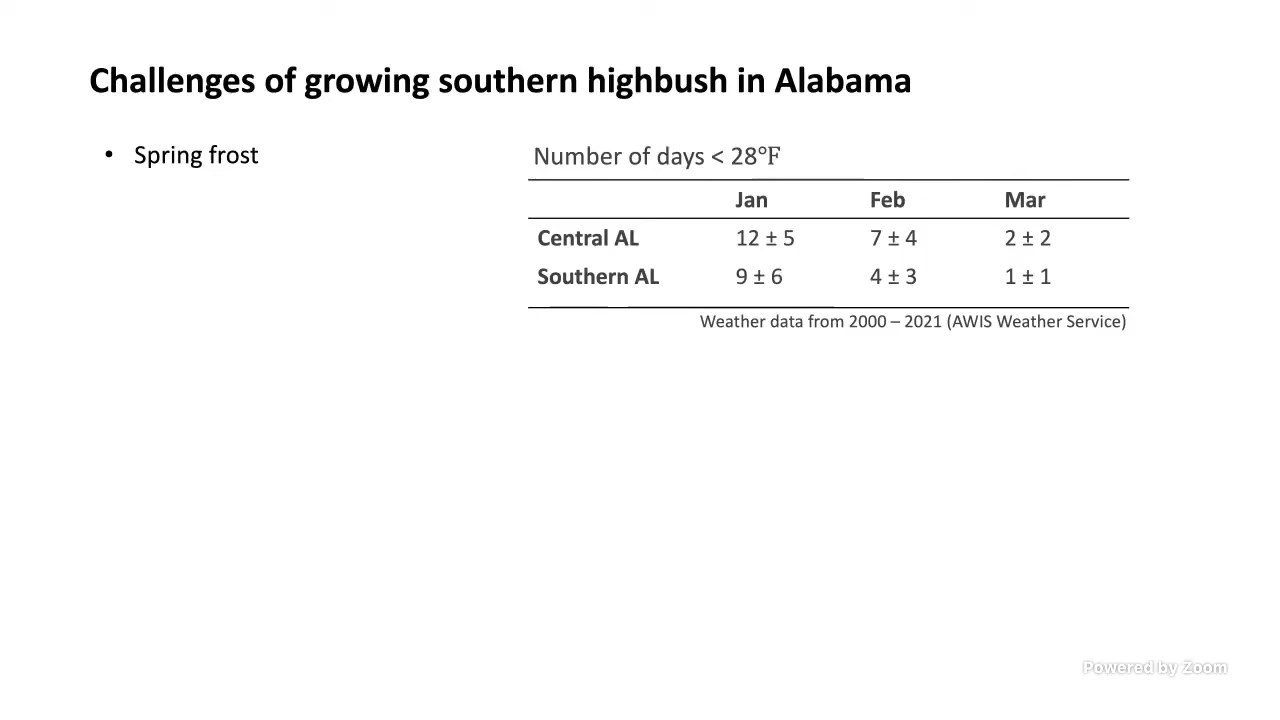 Challenges of growing southern highbush in Alabama
• Spring frost
Number of days < 28°F
Jan Feb Mar
Central AL 12 ± 5 7 ± 4 2 ± 2
Southern AL 9 ± 6 4 ± 3 1 ± 1
Weather data from 2000 – 2021 (AWIS Weather Service)
Powered by Zoom